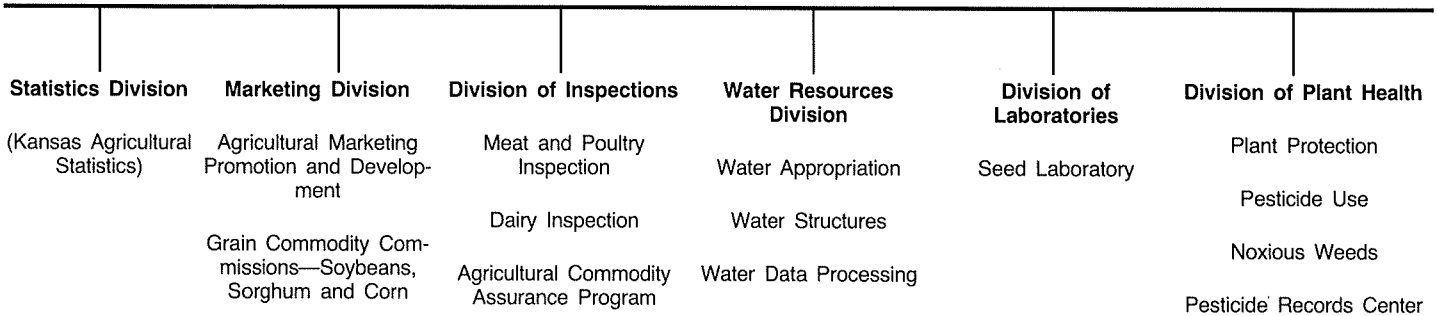 Statistics Division
(Kansas Agricultural
Statistics)
Marketing Division
Agricultural Marketing
Promotion and Develop-
ment
Grain Commodity Com-
missions—Soybeans,
Sorghum and Corn
Division of Inspections
Meat and Poultry
Inspection
Dairy Inspection
Agricultural Commodity
Assurance Program
Water Resources
Division
Water Appropriation
Water Structures
Water Data Processing
Division of
Laboratories
Seed Laboratory
Division of Plant Health
Plant Protection
Pesticide Use
Noxious Weeds
Pesticide Records Center